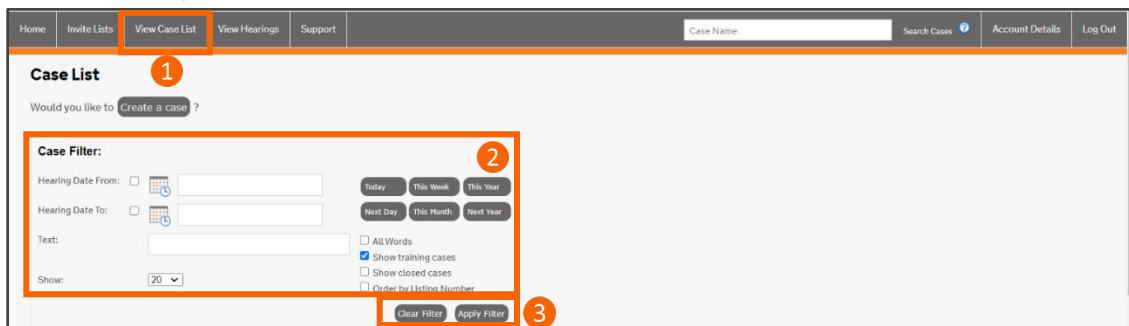 Home Invite Lists View Case List View Hearings Support Case Name Search Cases ? Account Details Log Out
1
Case List
Would you like to Create a case ?
Case Filter: 2
Hearing Date From: Today This Week This Year
Hearing Date To: Next Day This Month Next Year
Text: All Words
Show training cases
Show closed cases
Show: 20 Order by Listing Number
Clear Filter Apply Filter 3